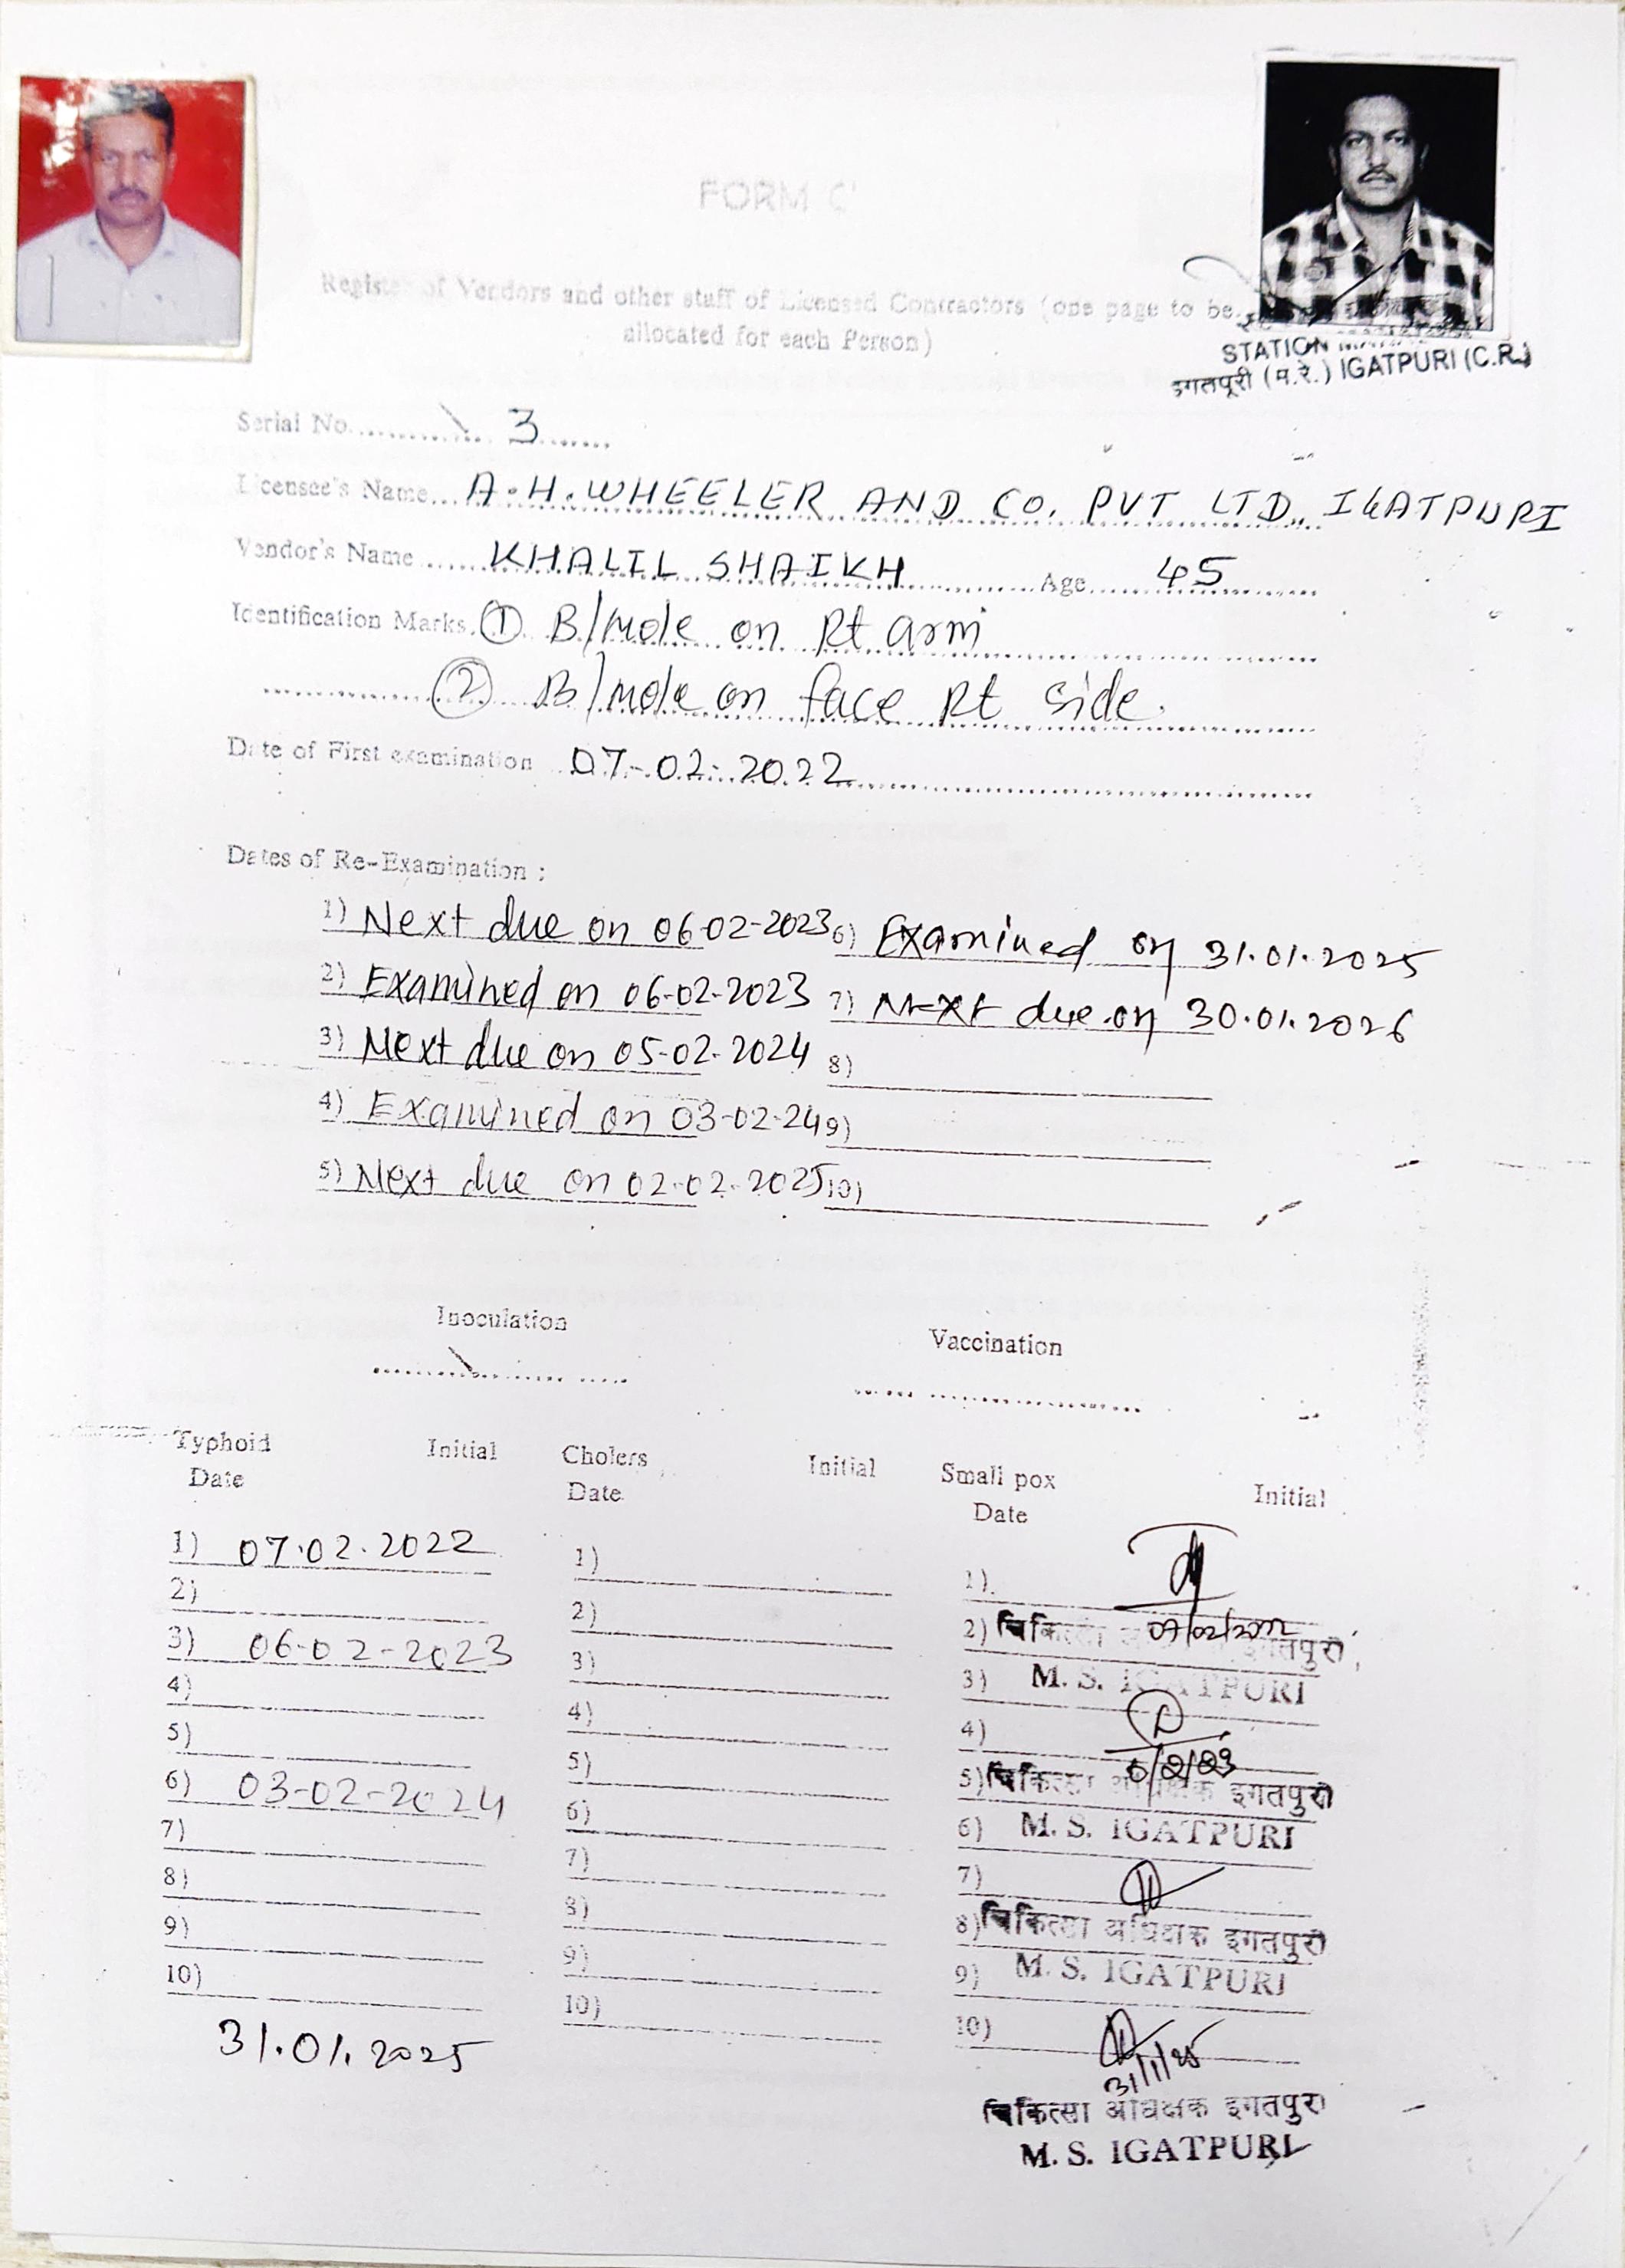 FORM C'
Register of Vendors and other staff of Licensed Contractors (one page to be
allocated for each Person)
STATION
इगतपूरी (म.रे.) IGATPURI (C.R.)
Serial No. 3
Licensee's Name A.H. WHEELER AND CO. PVT LTD. IGATPURI
Vendor's Name KHALIL SHAIKH Age 45
Identification Marks. ① B/mole on Rt arm
② B/mole on face Rt side.
Date of First examination 07-02-2022
Dates of Re-Examination :
1) Next due on 06-02-2023 6) Examined on 31.01.2025
2) Examined on 06-02-2023 7) Next due on 30.01.2026
3) Next due on 05-02-2024 8)
4) Examined on 03-02-24 9)
5) Next due on 02-02-2025 10)
Inoculation Vaccination
Typhoid Initial Cholers Initial Small pox Initial
Date Date Date
1) 07.02.2022 1) 1)
2) 2) 2) चिकित्सा 07/02/2022 इगतपुरी
3) 06-02-2023 3) 3) M. S. IGATPURI
4) 4) 4)
5) 5) 5) चिकित्सा अधिक्षक इगतपुरी
6) 03-02-2024 6) 6) M. S. IGATPURI
7) 7) 7)
8) 8) 8) चिकित्सा अधिक्षक इगतपुरी
9) 9) 9) M. S. IGATPURI
10) 10) 10)
31.01.2025 31/1/25
चिकित्सा अधिक्षक इगतपुरी
M. S. IGATPURI